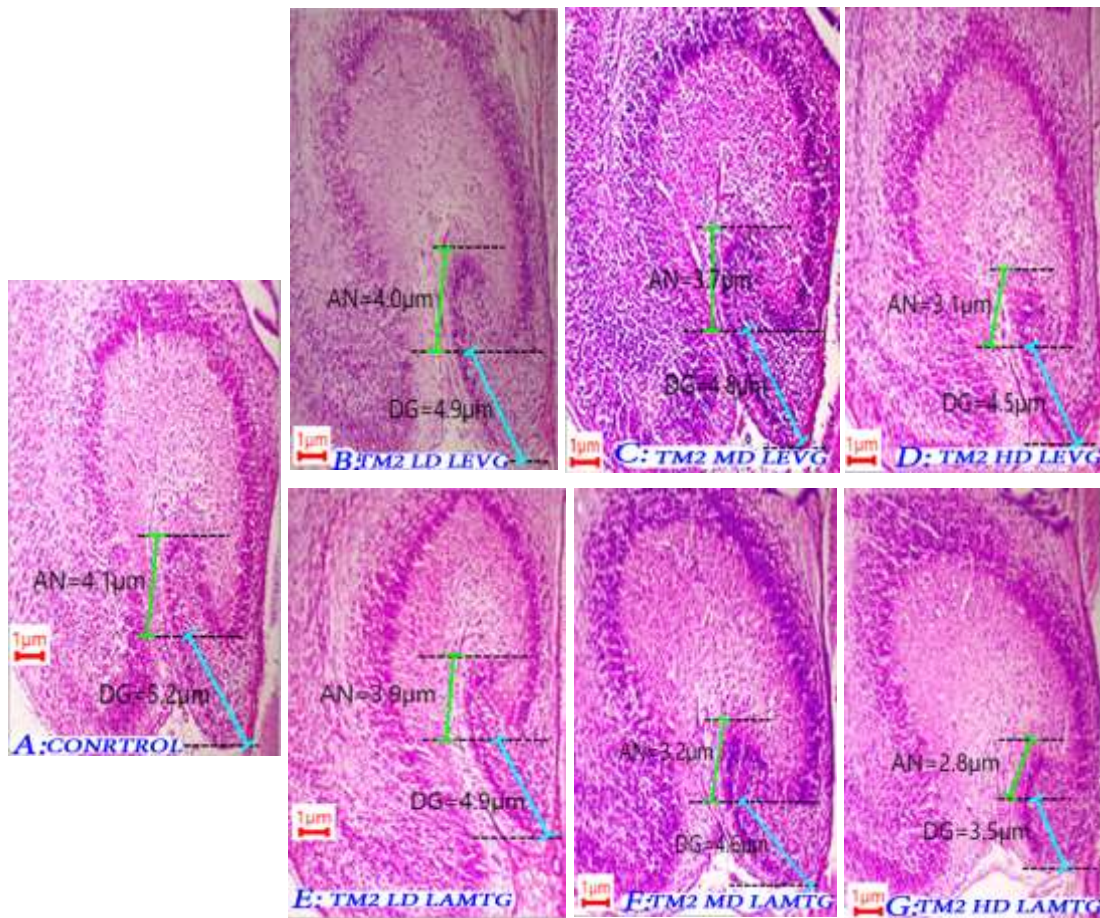 AN=4.1µm
1µm
DG=5.2µm
A:CONRTROL
AN=4.0µm
DG=4.9µm
1µm
B:TM2 LD LEVG
AN=3.7µm
DG=4.8µm
1µm
C: TM2 MD LEVG
AN=3.1µm
DG=4.5µm
1µm
D: TM2 HD LEVG
AN=3.9µm
DG=4.9µm
1µm
E: TM2 LD LAMTG
AN=3.2µm
DG=4.6µm
1µm
F:TM2 MD LAMTG
AN=2.8µm
DG=3.5µm
1µm
G:TM2 HD LAMTG